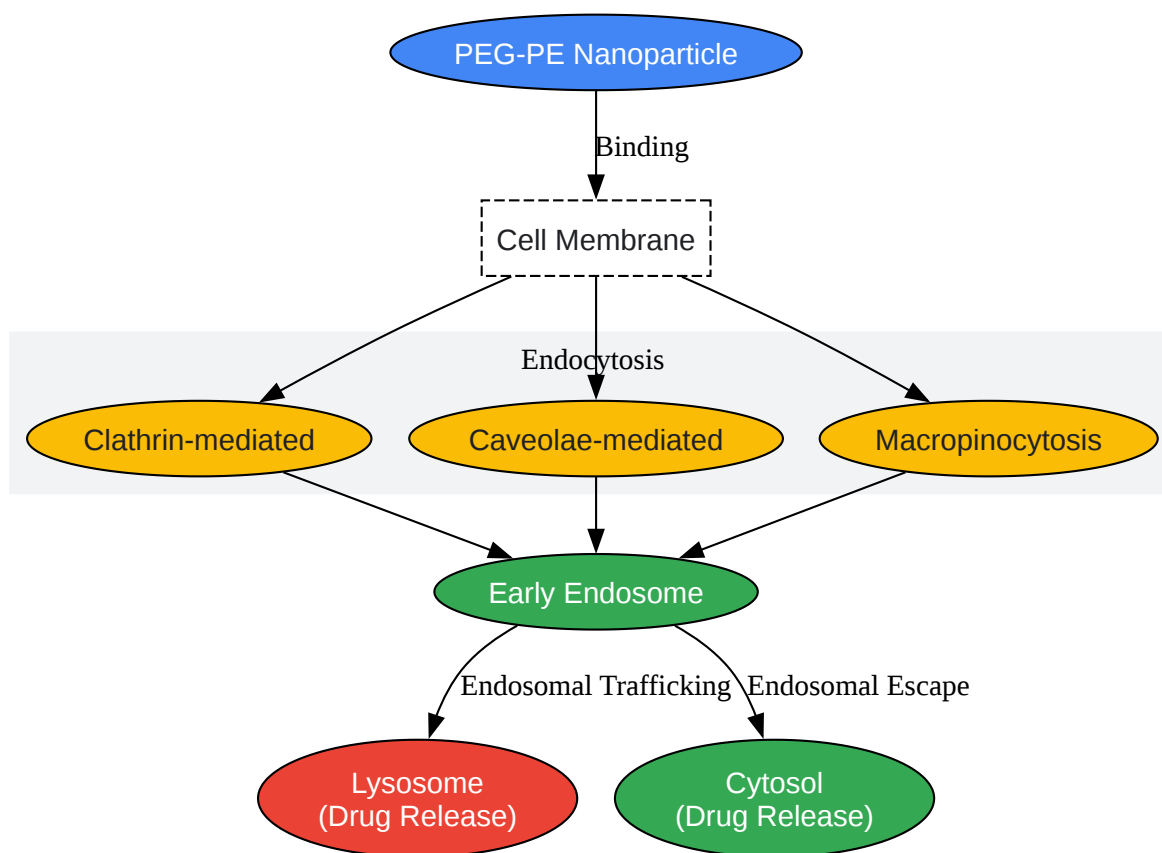 PEG-PE Nanoparticle
Binding
Cell Membrane
Endocytosis
Clathrin-mediated
Caveolae-mediated
Macropinocytosis
Early Endosome
Endosomal Trafficking
Endosomal Escape
Lysosome
(Drug Release)
Cytosol
(Drug Release)